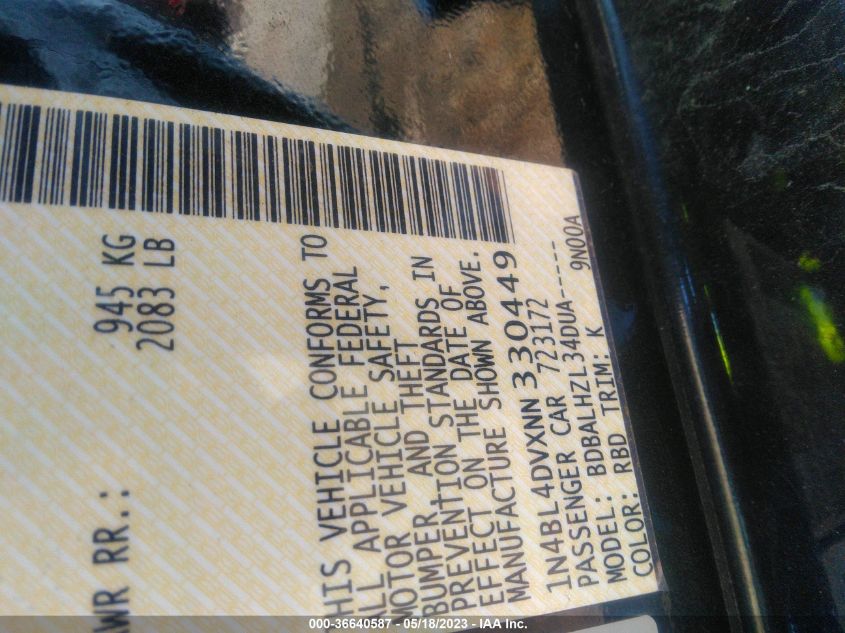 WR RR.: 945 KG
2083 LB
HIS VEHICLE CONFORMS TO
ALL APPLICABLE FEDERAL
MOTOR VEHICLE SAFETY,
BUMPER, AND THEFT
PREVENTION STANDARDS IN
EFFECT ON THE DATE OF
MANUFACTURE SHOWN ABOVE.
1N4BL4DVXNN330449
PASSENGER CAR 723172
MODEL: BDBALHZL34DUA-----
COLOR: RBD TRIM: K 9N00A
000-36640587 - 05/18/2023 - IAA Inc.